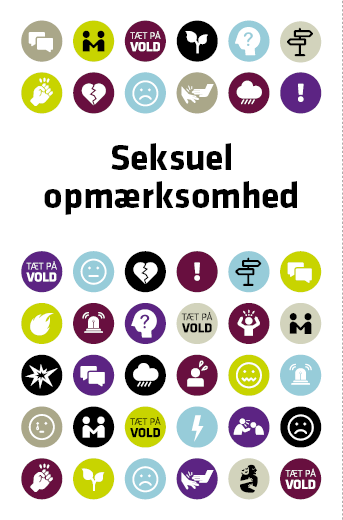 TÆT PÅ
VOLD
Seksuel
opmærksomhed
TÆT PÅ
VOLD
TÆT PÅ
VOLD
TÆT PÅ
VOLD
TÆT PÅ
VOLD